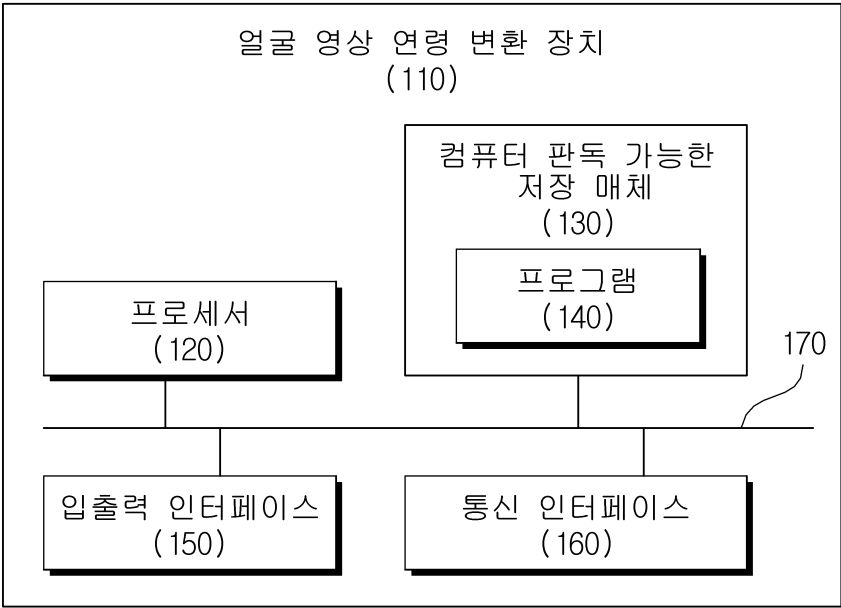 얼굴 영상 연령 변환 장치
(110)
컴퓨터 판독 가능한
저장 매체
(130)
프로그램
(140)
프로세서
(120)
170
입출력 인터페이스
(150)
통신 인터페이스
(160)